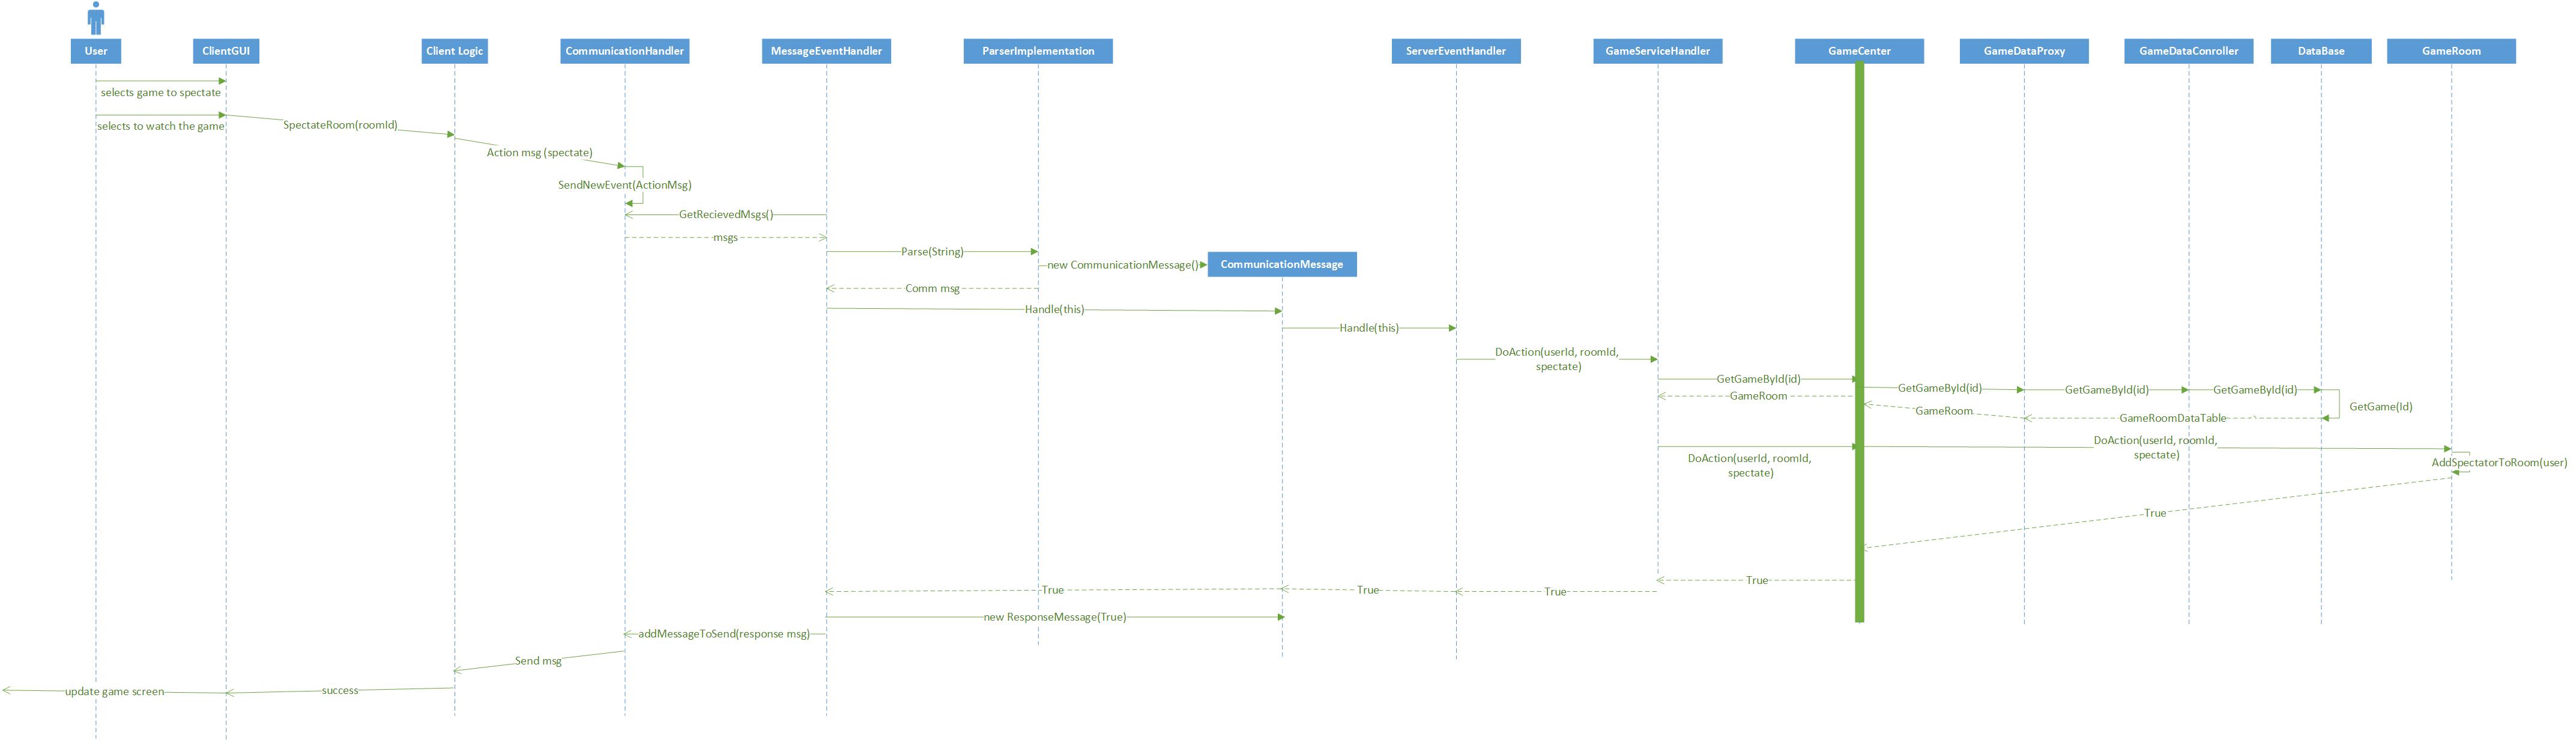 User
ClientGUI
Client Logic
CommunicationHandler
MessageEventHandler
ParserImplementation
ServerEventHandler
GameServiceHandler
GameCenter
GameDataProxy
GameDataConroller
DataBase
GameRoom
selects game to spectate
selects to watch the game
SpectateRoom(roomId)
Action msg (spectate)
SendNewEvent(ActionMsg)
GetRecievedMsgs()
msgs
Parse(String)
new CommunicationMessage()
CommunicationMessage
Comm msg
Handle(this)
Handle(this)
DoAction(userId, roomId,
spectate)
GetGameById(id)
GetGameById(id)
GetGameById(id)
GetGameById(id)
GameRoom
GetGame(Id)
GameRoom
GameRoomDataTable
DoAction(userId, roomId,
spectate)
DoAction(userId, roomId,
spectate)
AddSpectatorToRoom(user)
True
True
True
True
True
new ResponseMessage(True)
addMessageToSend(response msg)
Send msg
success
update game screen